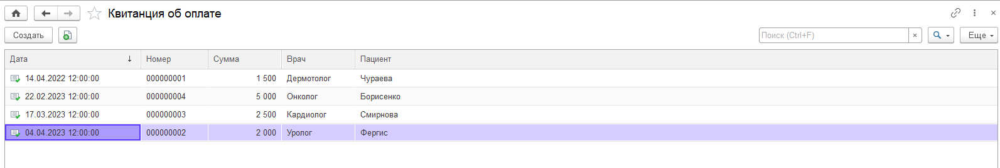 Квитанция об оплате
Создать Поиск (Ctrl+F) × Еще
Дата ↓ Номер Сумма Врач Пациент
14.04.2022 12:00:00 000000001 1 500 Дермотолог Чураева
22.02.2023 12:00:00 000000004 5 000 Онколог Борисенко
17.03.2023 12:00:00 000000003 2 500 Кардиолог Смирнова
04.04.2023 12:00:00 000000002 2 000 Уролог Фергис